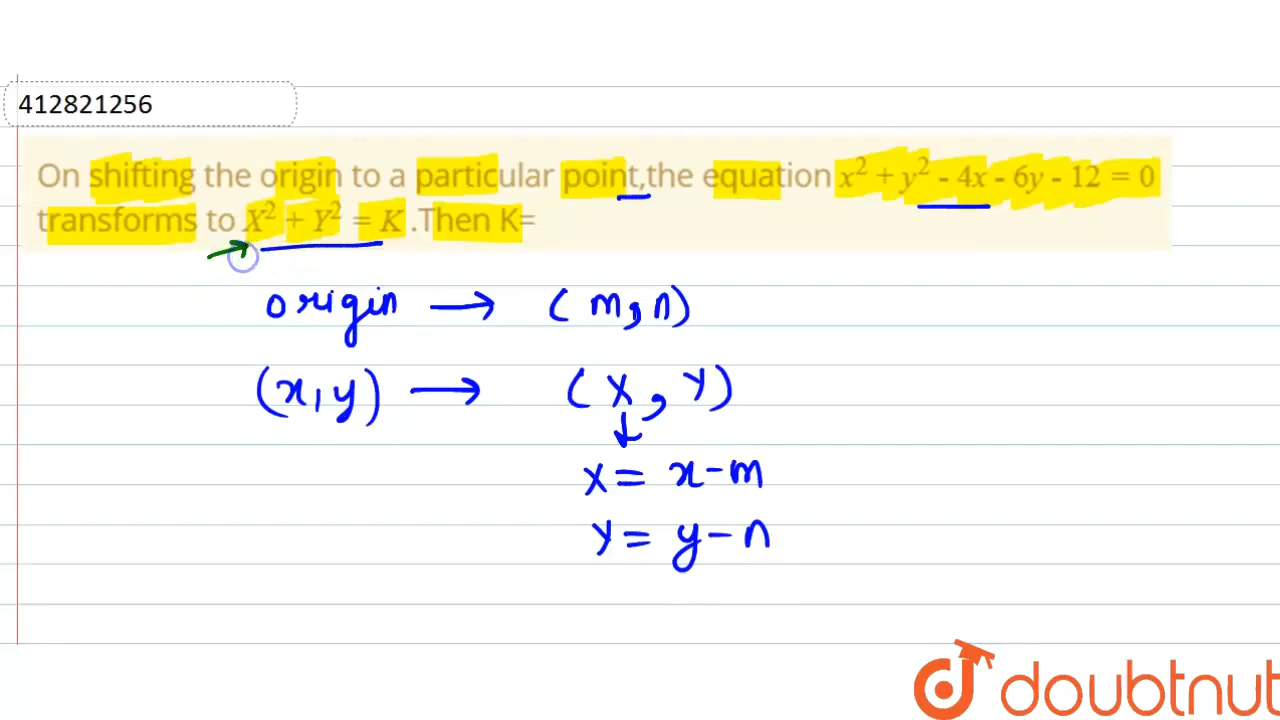 412821256
On shifting the origin to a particular point,the equation x² + y² - 4x - 6y - 12 = 0
transforms to X² + Y² = K .Then K=
origin → (m,n)
(x,y) → (X,Y)
↓
X = x-m
Y = y-n
doubtnut